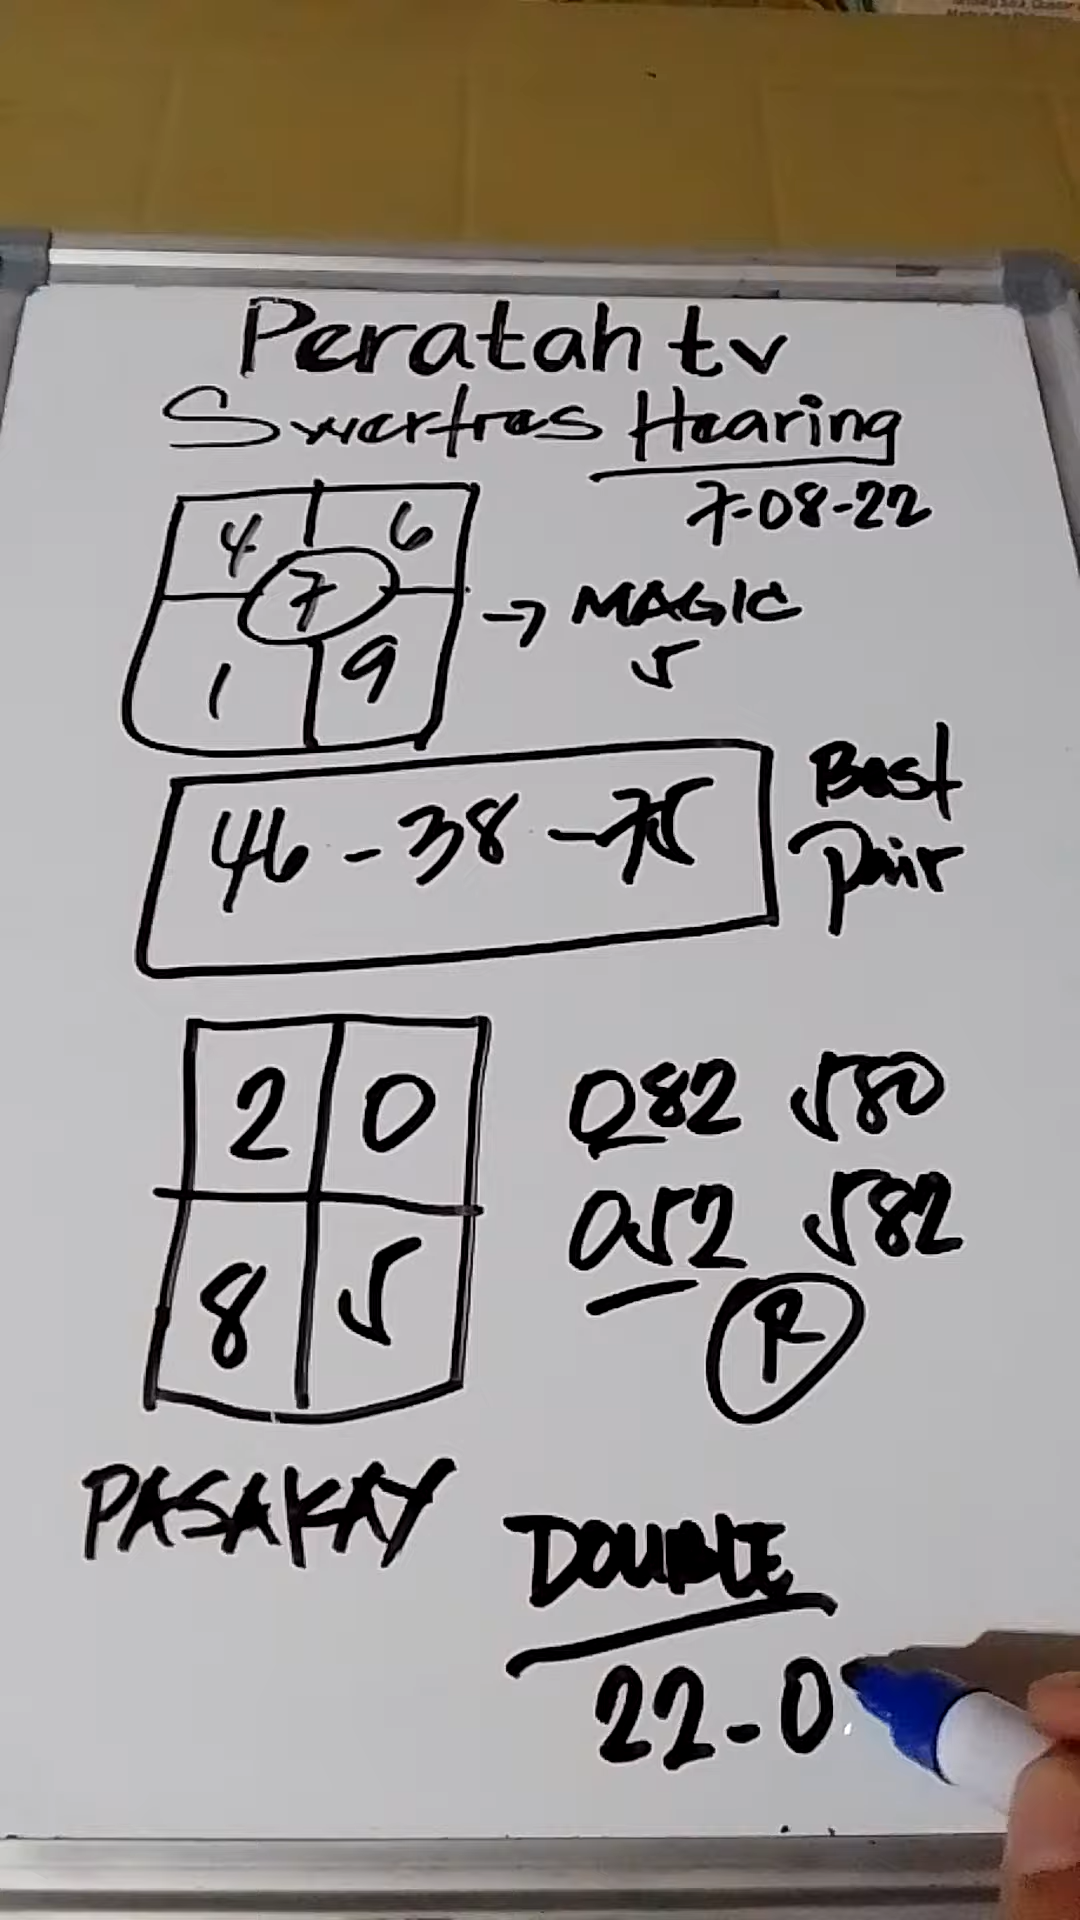 Peratah tv
Swertres Hearing
7-08-22
4 6
7
1 9
→ MAGIC
5
46 - 38 - 75
Best
Pair
2 0
8 5
082 580
052 582
R
PASAKAY
DOUBLE
22-0